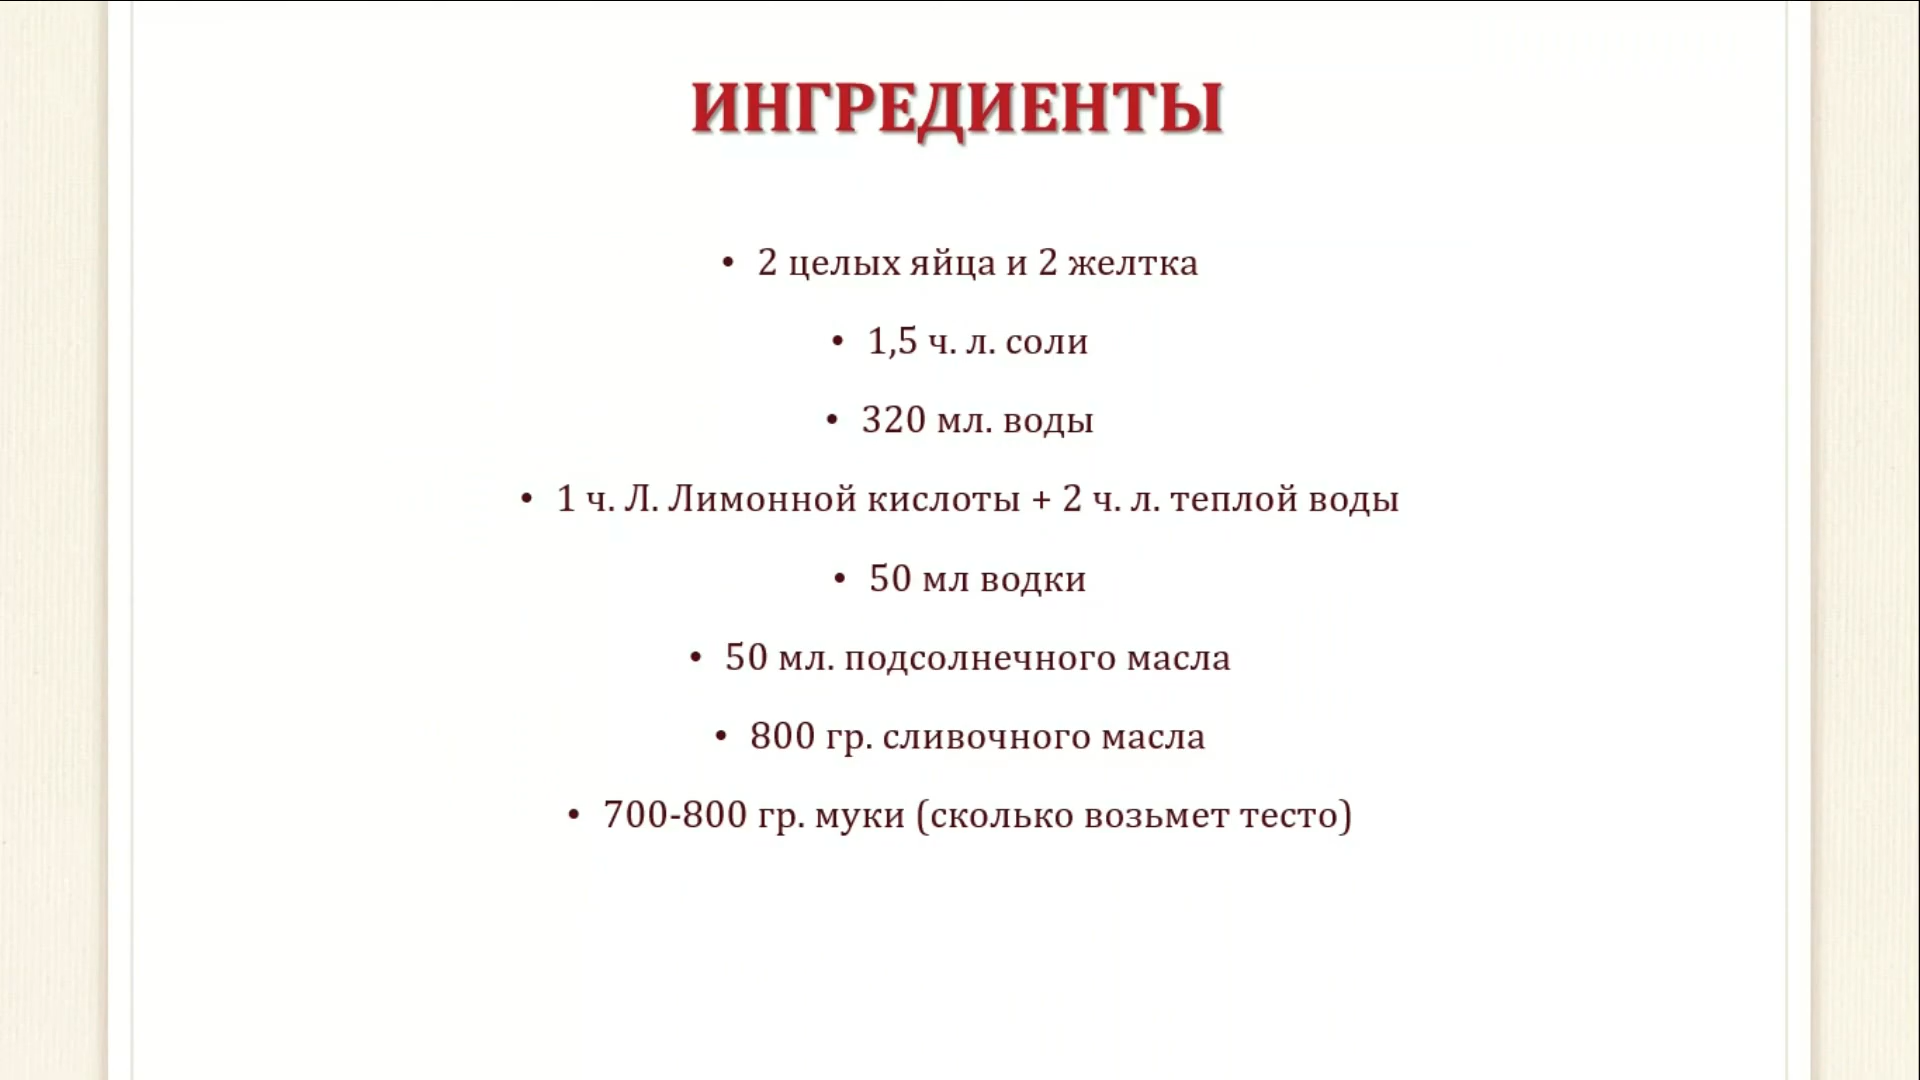 ИНГРЕДИЕНТЫ
• 2 целых яйца и 2 желтка
• 1,5 ч. л. соли
• 320 мл. воды
• 1 ч. Л. Лимонной кислоты + 2 ч. л. теплой воды
• 50 мл водки
• 50 мл. подсолнечного масла
• 800 гр. сливочного масла
• 700-800 гр. муки (сколько возьмет тесто)